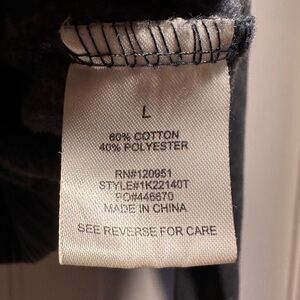 L
60% COTTON
40% POLYESTER
RN#120951
STYLE#1K22140T
PO#446670
MADE IN CHINA
SEE REVERSE FOR CARE